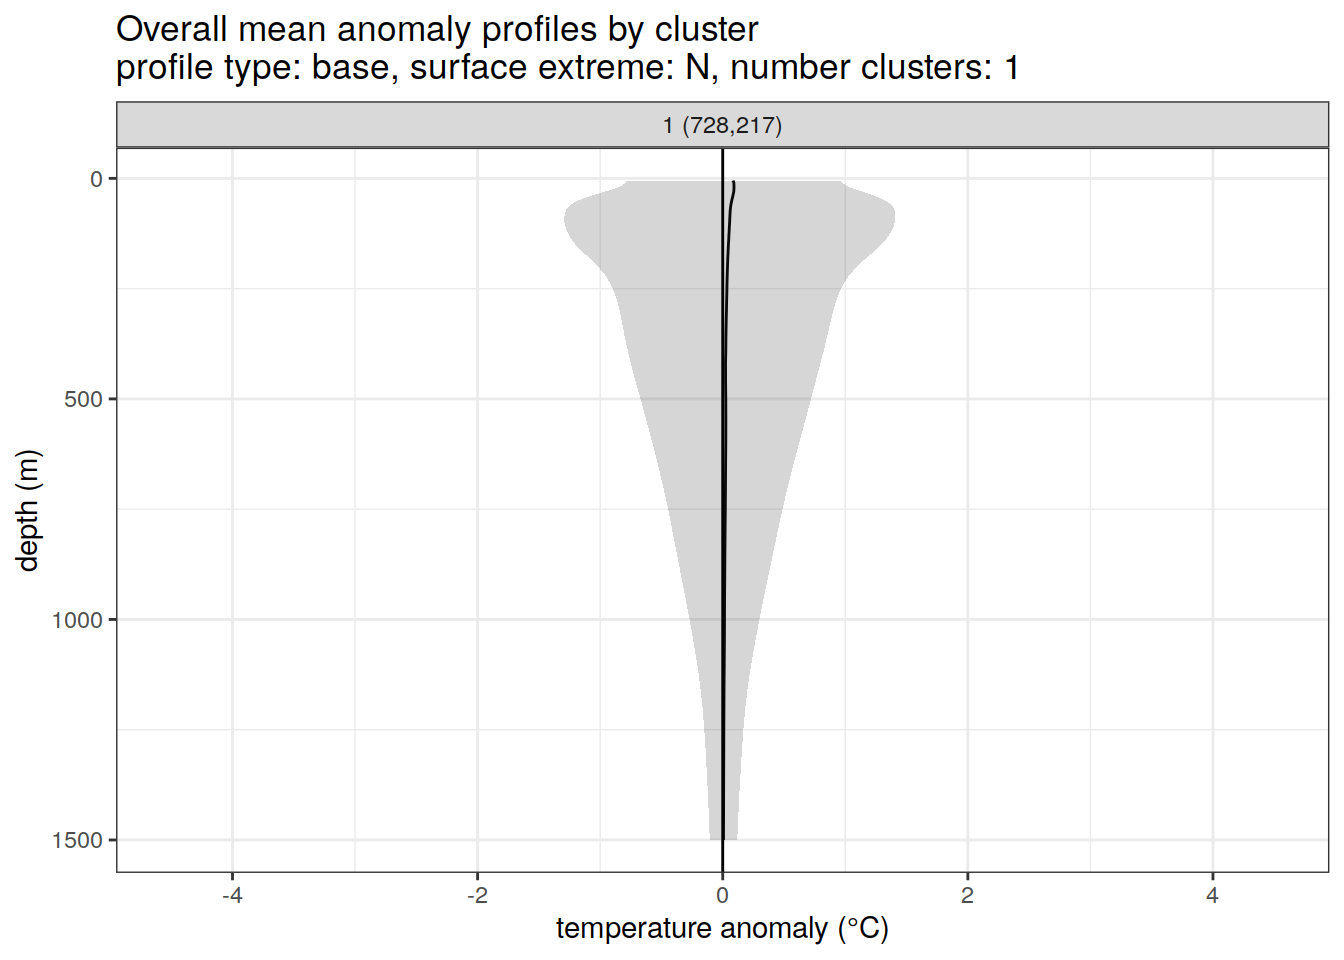 Overall mean anomaly profiles by cluster
profile type: base, surface extreme: N, number clusters: 1
1 (728,217)
0
500
1000
1500
depth (m)
-4
-2
0
2
4
temperature anomaly (°C)